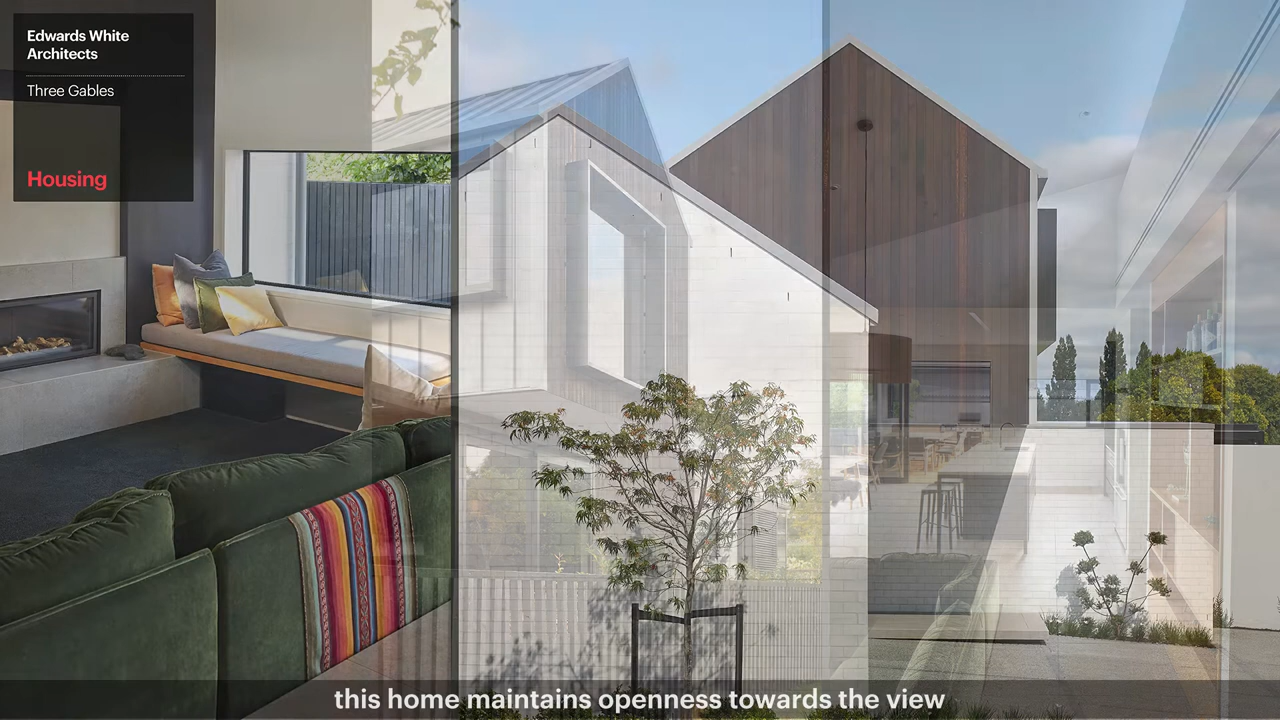 Edwards White
Architects
Three Gables
Housing
this home maintains openness towards the view